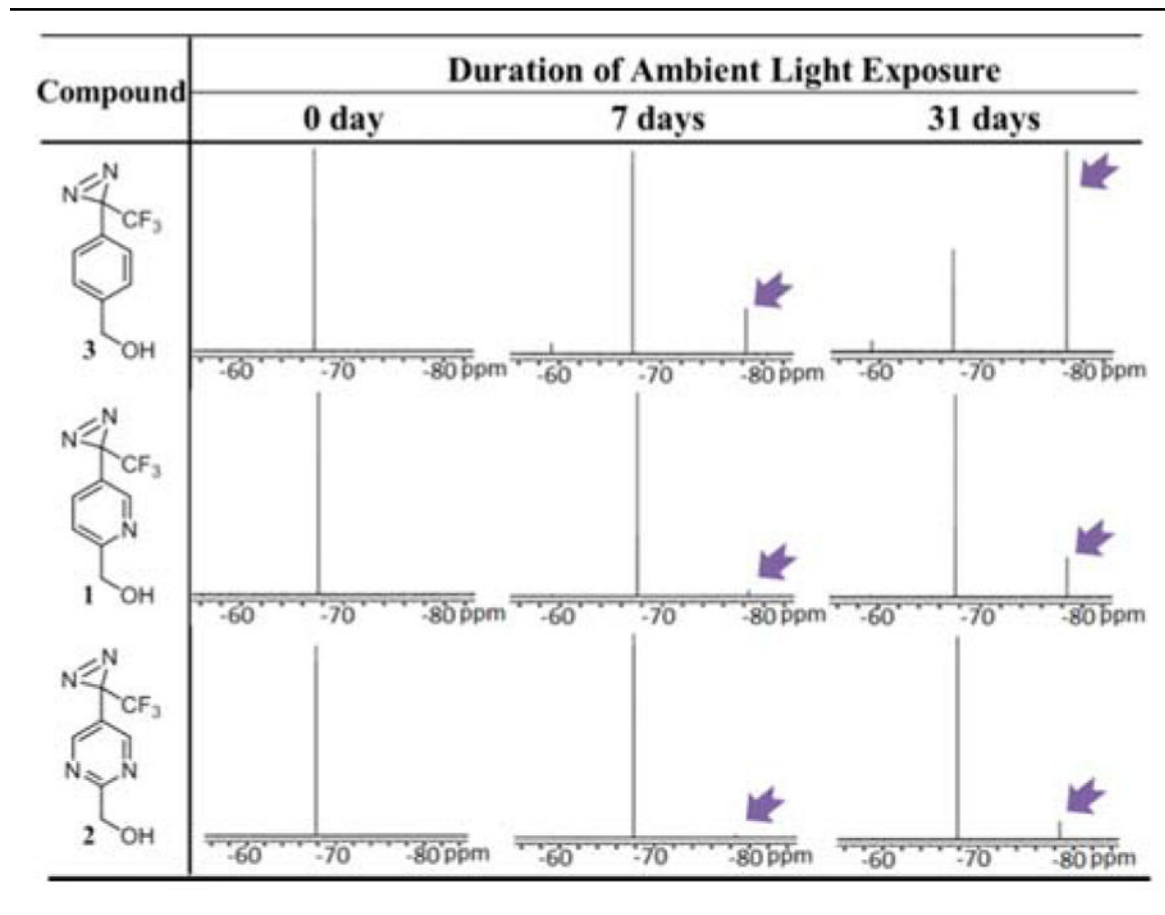 Duration of Ambient Light Exposure
Compound
0 day 7 days 31 days
N N
CF3
3 OH
-60 -70 -80 ppm -60 -70 -80 ppm -60 -70 -80 ppm
N N
CF3
N
1 OH
-60 -70 -80 ppm -60 -70 -80 ppm -60 -70 -80 ppm
N N
CF3
N N
2 OH
-60 -70 -80 ppm -60 -70 -80 ppm -60 -70 -80 ppm